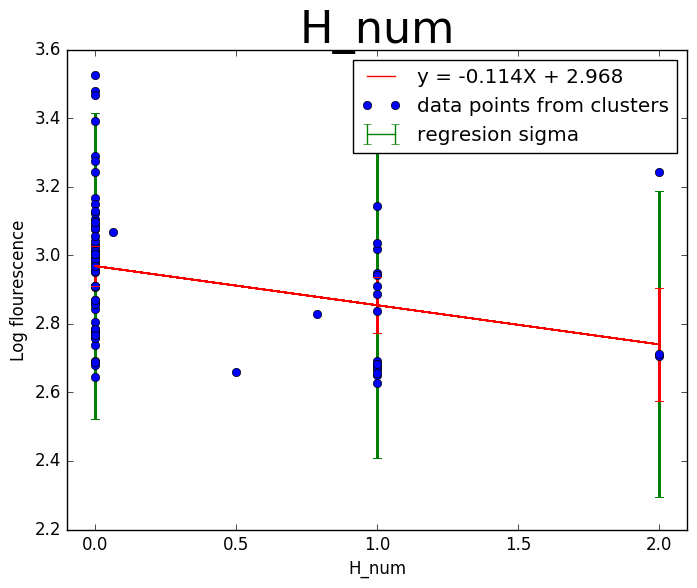 H_num
y = -0.114X + 2.968
data points from clusters
regresion sigma
3.6
3.4
3.2
3.0
2.8
2.6
2.4
2.2
Log flourescence
0.0 0.5 1.0 1.5 2.0
H_num